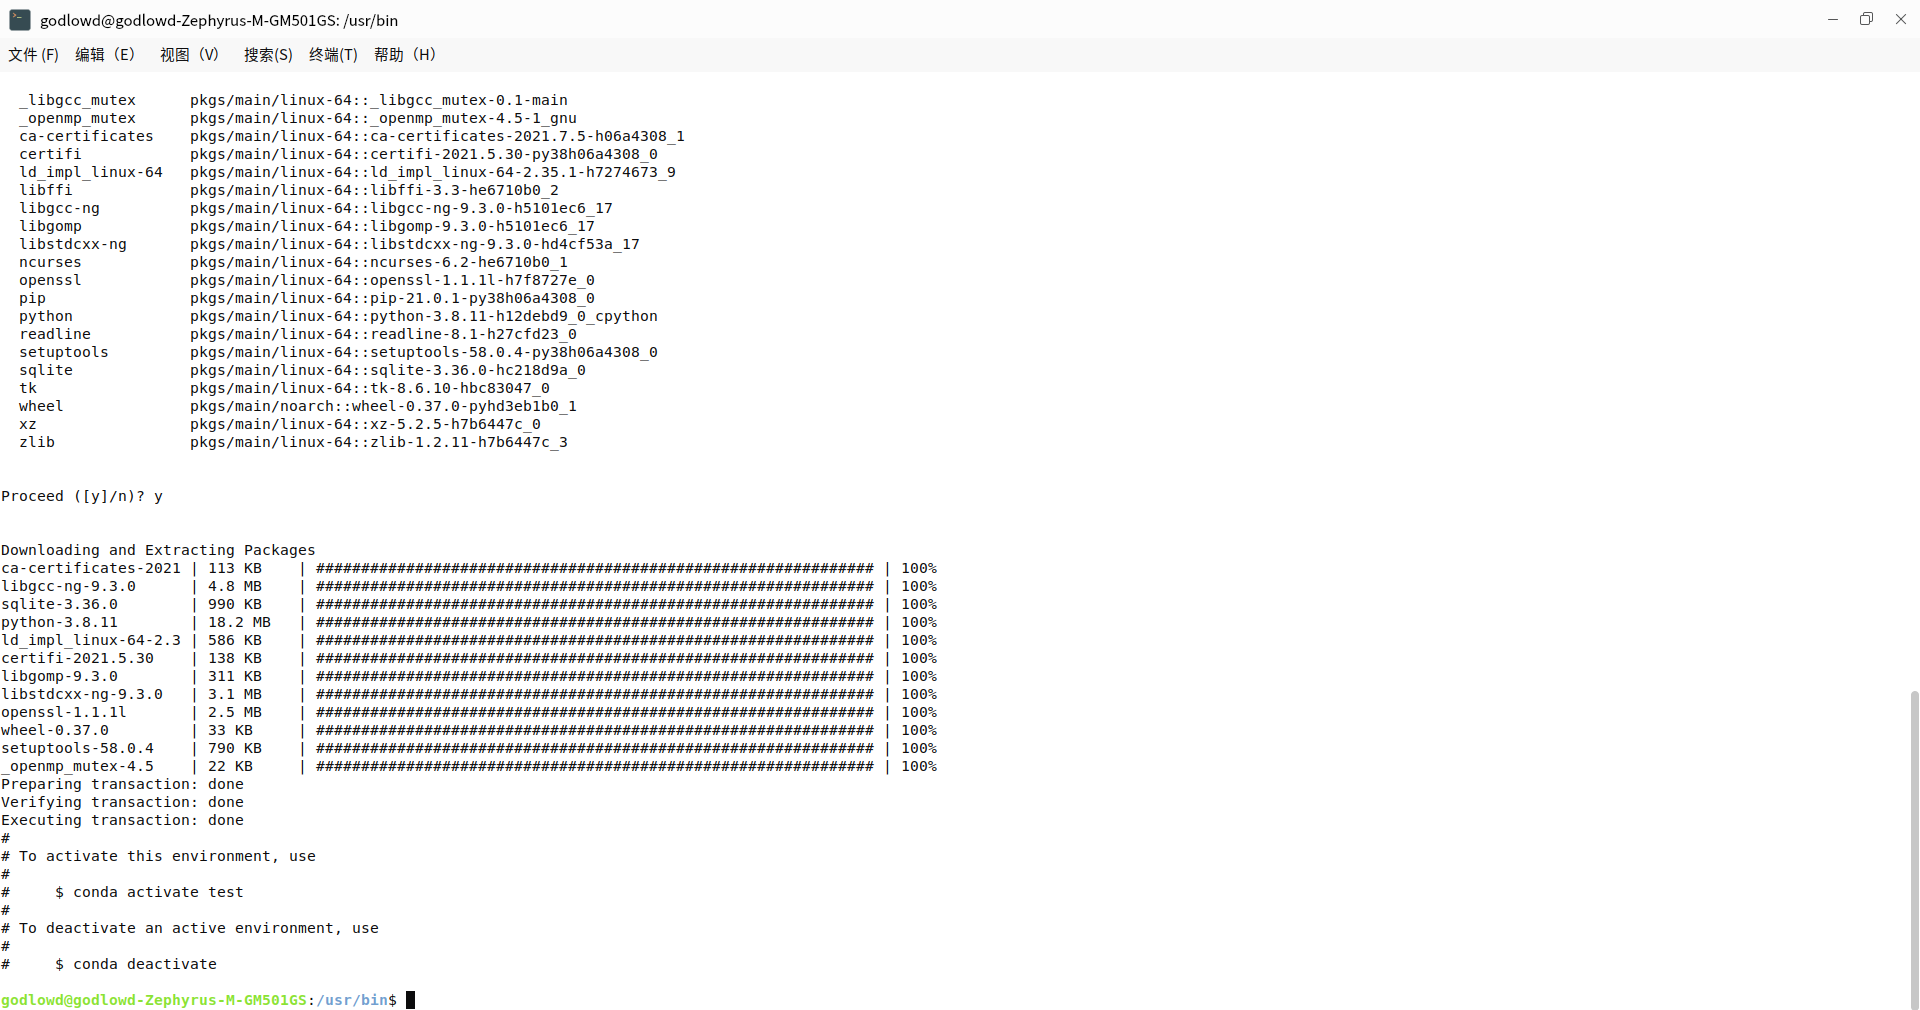 godlowd@godlowd-Zephyrus-M-GM501GS: /usr/bin
文件 (F) 编辑（E） 视图（V） 搜索(S) 终端(T) 帮助（H）
_libgcc_mutex pkgs/main/linux-64::_libgcc_mutex-0.1-main
_openmp_mutex pkgs/main/linux-64::_openmp_mutex-4.5-1_gnu
ca-certificates pkgs/main/linux-64::ca-certificates-2021.7.5-h06a4308_1
certifi pkgs/main/linux-64::certifi-2021.5.30-py38h06a4308_0
ld_impl_linux-64 pkgs/main/linux-64::ld_impl_linux-64-2.35.1-h7274673_9
libffi pkgs/main/linux-64::libffi-3.3-he6710b0_2
libgcc-ng pkgs/main/linux-64::libgcc-ng-9.3.0-h5101ec6_17
libgomp pkgs/main/linux-64::libgomp-9.3.0-h5101ec6_17
libstdcxx-ng pkgs/main/linux-64::libstdcxx-ng-9.3.0-hd4cf53a_17
ncurses pkgs/main/linux-64::ncurses-6.2-he6710b0_1
openssl pkgs/main/linux-64::openssl-1.1.1l-h7f8727e_0
pip pkgs/main/linux-64::pip-21.0.1-py38h06a4308_0
python pkgs/main/linux-64::python-3.8.11-h12debd9_0_cpython
readline pkgs/main/linux-64::readline-8.1-h27cfd23_0
setuptools pkgs/main/linux-64::setuptools-58.0.4-py38h06a4308_0
sqlite pkgs/main/linux-64::sqlite-3.36.0-hc218d9a_0
tk pkgs/main/linux-64::tk-8.6.10-hbc83047_0
wheel pkgs/main/noarch::wheel-0.37.0-pyhd3eb1b0_1
xz pkgs/main/linux-64::xz-5.2.5-h7b6447c_0
zlib pkgs/main/linux-64::zlib-1.2.11-h7b6447c_3
Proceed ([y]/n)? y
Downloading and Extracting Packages
ca-certificates-2021 | 113 KB | ############################################################## | 100%
libgcc-ng-9.3.0 | 4.8 MB | ############################################################## | 100%
sqlite-3.36.0 | 990 KB | ############################################################## | 100%
python-3.8.11 | 18.2 MB | ############################################################## | 100%
ld_impl_linux-64-2.3 | 586 KB | ############################################################## | 100%
certifi-2021.5.30 | 138 KB | ############################################################## | 100%
libgomp-9.3.0 | 311 KB | ############################################################## | 100%
libstdcxx-ng-9.3.0 | 3.1 MB | ############################################################## | 100%
openssl-1.1.1l | 2.5 MB | ############################################################## | 100%
wheel-0.37.0 | 33 KB | ############################################################## | 100%
setuptools-58.0.4 | 790 KB | ############################################################## | 100%
_openmp_mutex-4.5 | 22 KB | ############################################################## | 100%
Preparing transaction: done
Verifying transaction: done
Executing transaction: done
#
# To activate this environment, use
#
# $ conda activate test
#
# To deactivate an active environment, use
#
# $ conda deactivate
godlowd@godlowd-Zephyrus-M-GM501GS:/usr/bin$